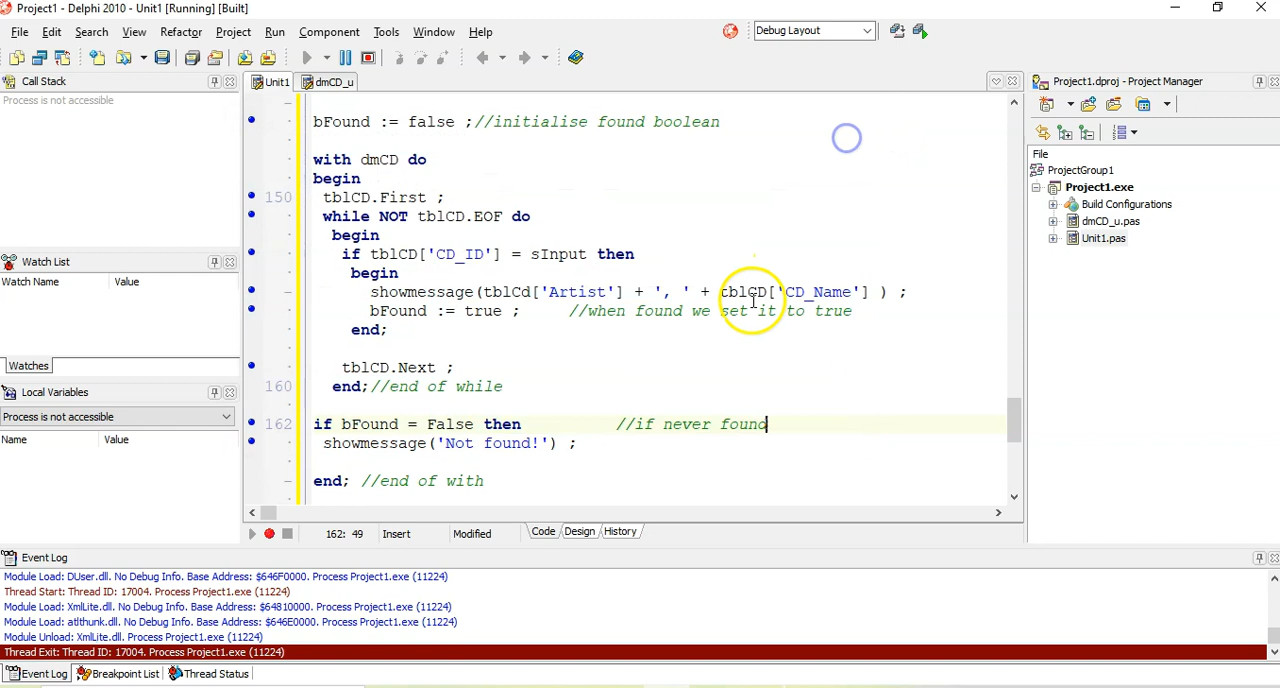 Project1 - Delphi 2010 - Unit1 [Running] [Built]
File Edit Search View Refactor Project Run Component Tools Window Help
Debug Layout
Call Stack
Unit1
dmCD_u
Project1.dproj - Project Manager
Process is not accessible
bFound := false ;//initialise found boolean
with dmCD do
begin
150 tblCD.First ;
while NOT tblCD.EOF do
begin
if tblCD['CD_ID'] = sInput then
begin
showmessage(tblCd['Artist'] + ', ' + tblCD['CD_Name'] ) ;
bFound := true ; //when found we set it to true
end;
tblCD.Next ;
160 end;//end of while
162 if bFound = False then //if never found
showmessage('Not found!') ;
end; //end of with
File
ProjectGroup1
Project1.exe
Build Configurations
dmCD_u.pas
Unit1.pas
Watch List
Watch Name Value
Watches
Local Variables
Process is not accessible
Name Value
162: 49 Insert Modified Code Design History
Event Log
Module Load: DUser.dll. No Debug Info. Base Address: $646F0000. Process Project1.exe (11224)
Thread Start: Thread ID: 17004. Process Project1.exe (11224)
Module Load: XmlLite.dll. No Debug Info. Base Address: $64810000. Process Project1.exe (11224)
Module Load: atlthunk.dll. No Debug Info. Base Address: $646E0000. Process Project1.exe (11224)
Module Unload: XmlLite.dll. Process Project1.exe (11224)
Thread Exit: Thread ID: 17004. Process Project1.exe (11224)
Event Log Breakpoint List Thread Status